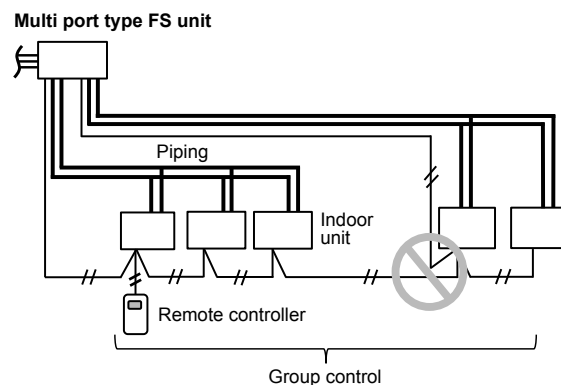 Multi port type FS unit
Piping
Indoor
unit
Remote controller
Group control